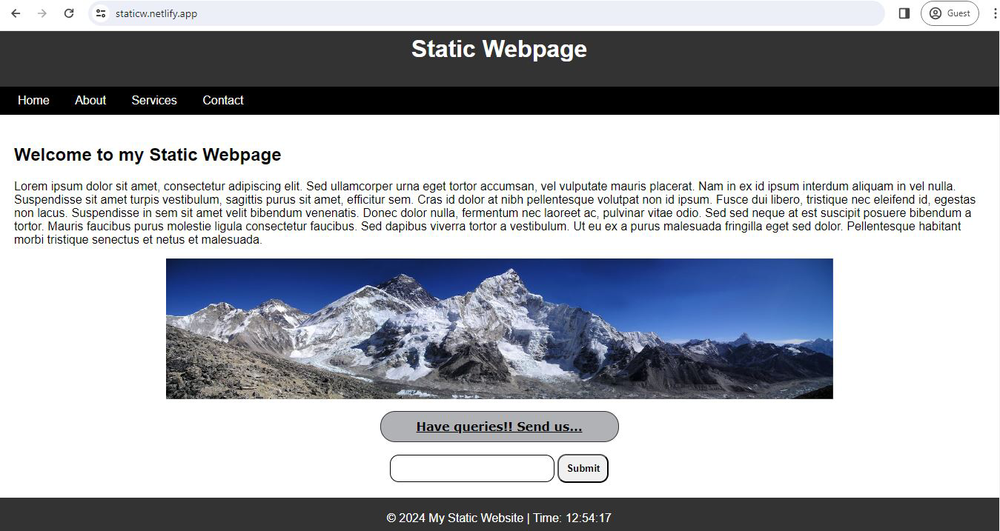 staticw.netlify.app
Guest
Static Webpage
Home About Services Contact
Welcome to my Static Webpage
Lorem ipsum dolor sit amet, consectetur adipiscing elit. Sed ullamcorper urna eget tortor accumsan, vel vulputate mauris placerat. Nam in ex id ipsum interdum aliquam in vel nulla.
Suspendisse sit amet turpis vestibulum, sagittis purus sit amet, efficitur sem. Cras id dolor at nibh pellentesque volutpat non id ipsum. Fusce dui libero, tristique nec eleifend id, egestas
non lacus. Suspendisse in sem sit amet velit bibendum venenatis. Donec dolor nulla, fermentum nec laoreet ac, pulvinar vitae odio. Sed sed neque at est suscipit posuere bibendum a
tortor. Mauris faucibus purus molestie ligula consectetur faucibus. Sed dapibus viverra tortor a vestibulum. Ut eu ex a purus malesuada fringilla eget sed dolor. Pellentesque habitant
morbi tristique senectus et netus et malesuada.
Have queries!! Send us...
Submit
© 2024 My Static Website | Time: 12:54:17